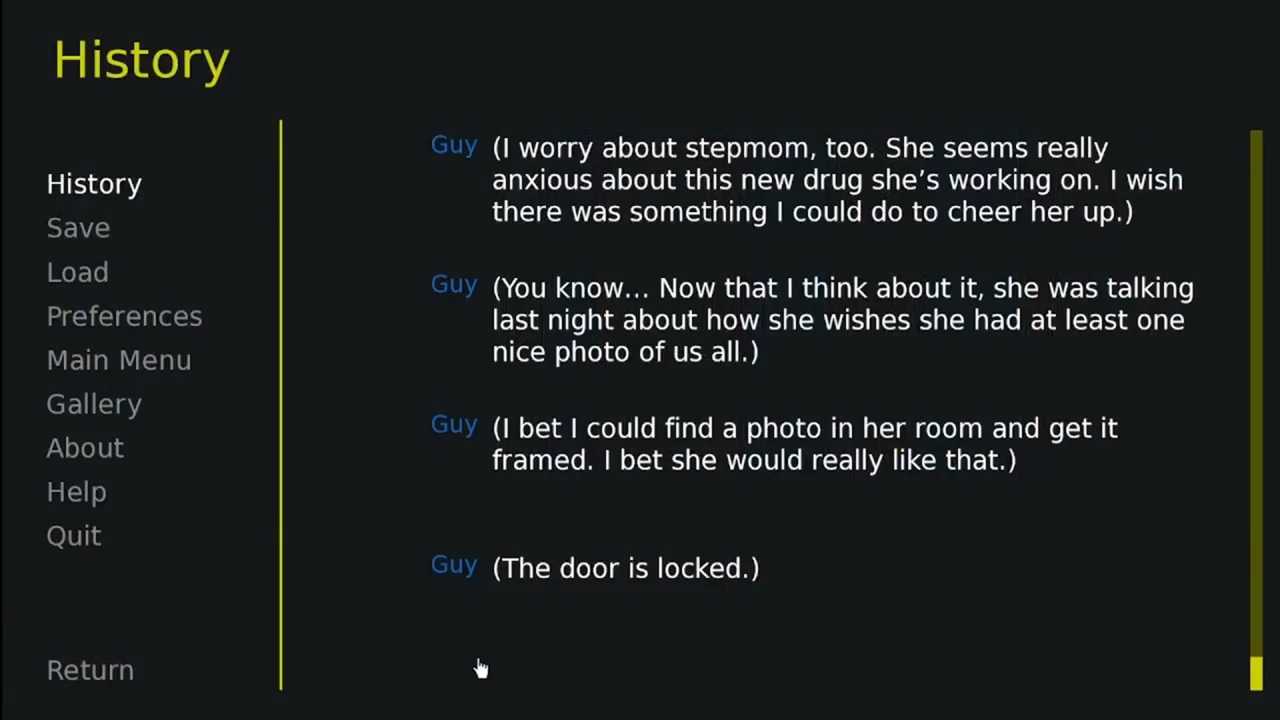 History
History
Save
Load
Preferences
Main Menu
Gallery
About
Help
Quit
Return
Guy (I worry about stepmom, too. She seems really
anxious about this new drug she’s working on. I wish
there was something I could do to cheer her up.)
Guy (You know... Now that I think about it, she was talking
last night about how she wishes she had at least one
nice photo of us all.)
Guy (I bet I could find a photo in her room and get it
framed. I bet she would really like that.)
Guy (The door is locked.)